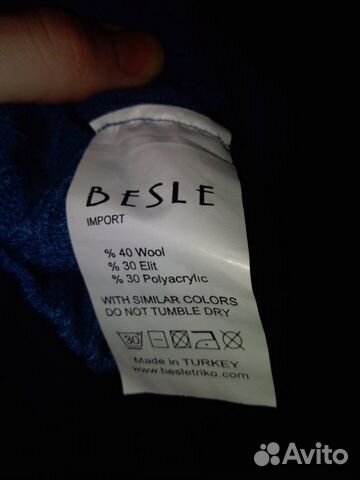 BESLE
IMPORT
% 40 Wool
% 30 Elit
% 30 Polyacrylic
WITH SIMILAR COLORS
DO NOT TUMBLE DRY
30
Made in TURKEY
www.besletriko.com
Avito